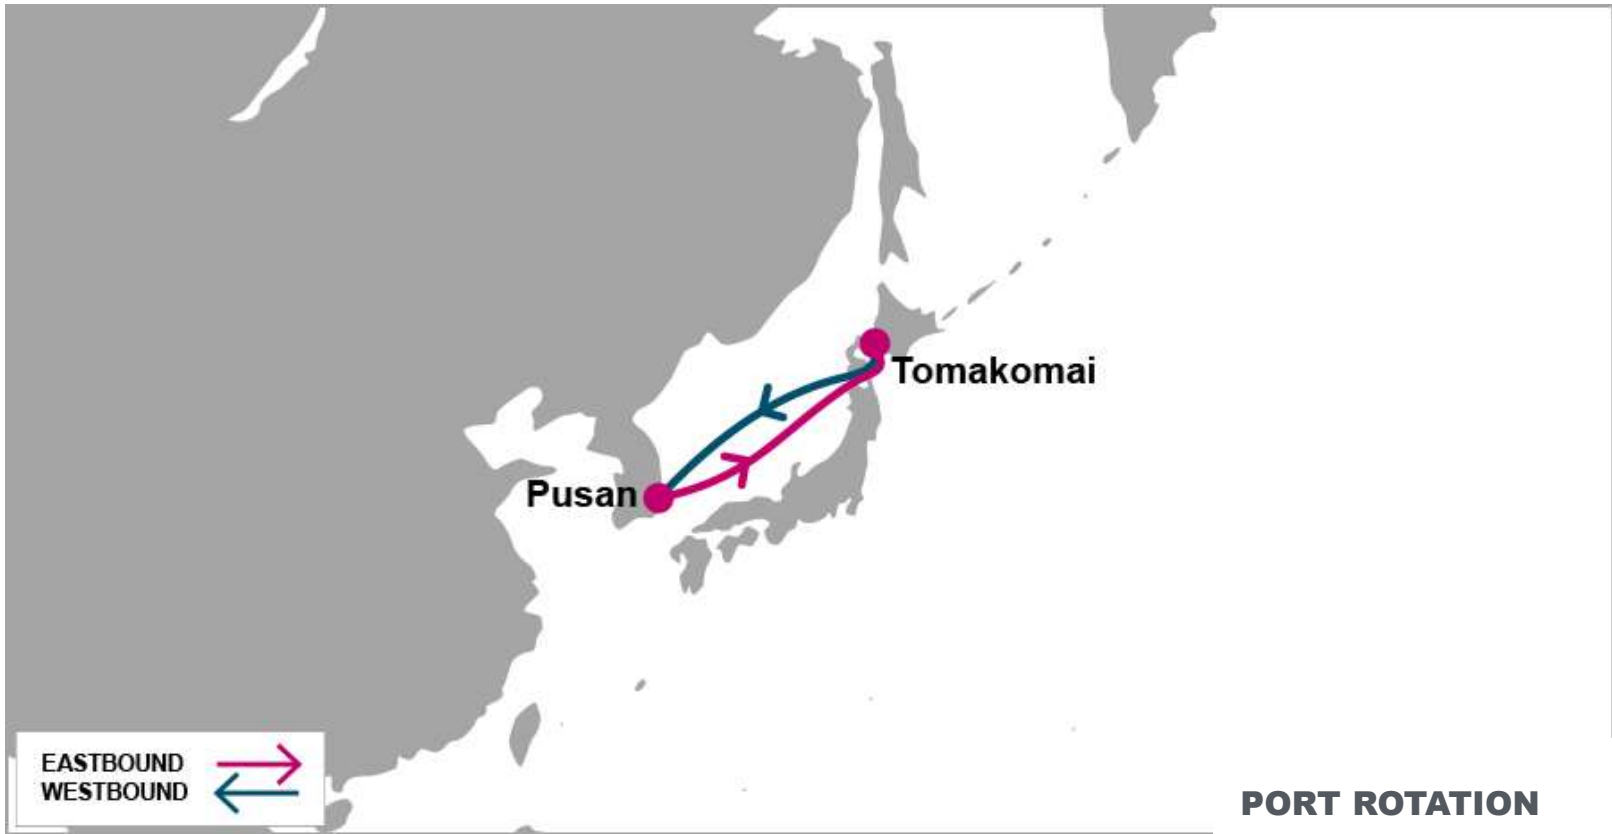 Tomakomai
Pusan
EASTBOUND
WESTBOUND
PORT ROTATION